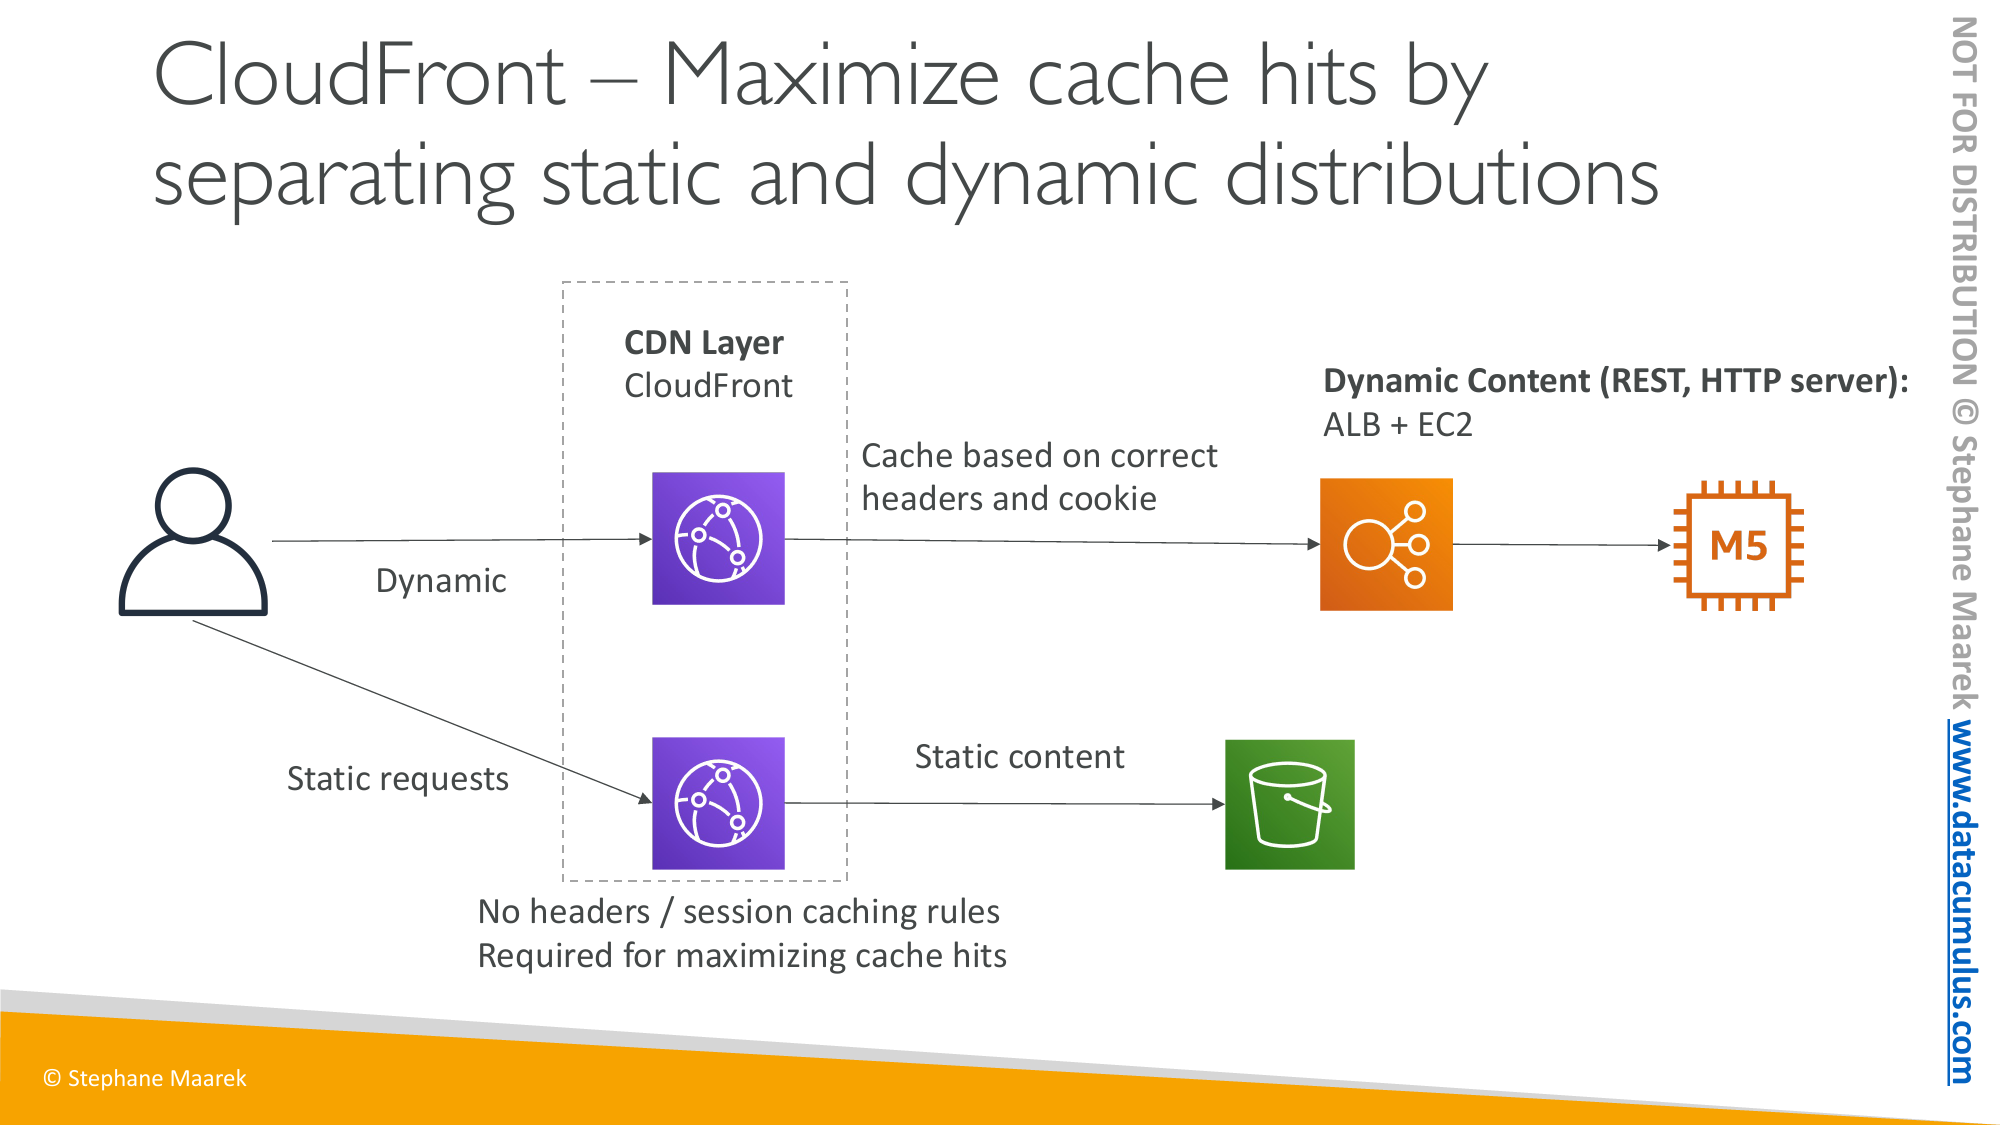 CloudFront – Maximize cache hits by
separating static and dynamic distributions
CDN Layer
CloudFront
Dynamic Content (REST, HTTP server):
ALB + EC2
Cache based on correct
headers and cookie
M5
Dynamic
Static requests
Static content
No headers / session caching rules
Required for maximizing cache hits
© Stephane Maarek
NOT FOR DISTRIBUTION © Stephane Maarek www.datacumulus.com